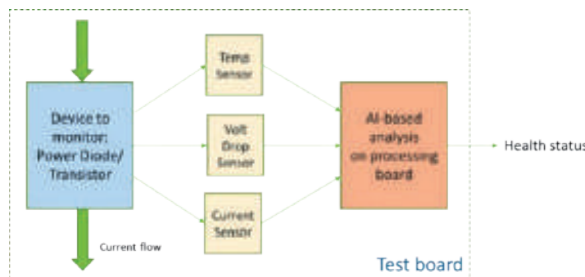 Temp
Sensor
Device to
monitor:
Power Diode/
Transistor
Volt
Drop
Sensor
AI-based
analysis
on processing
board
Health status
Current
Sensor
Current flow
Test board